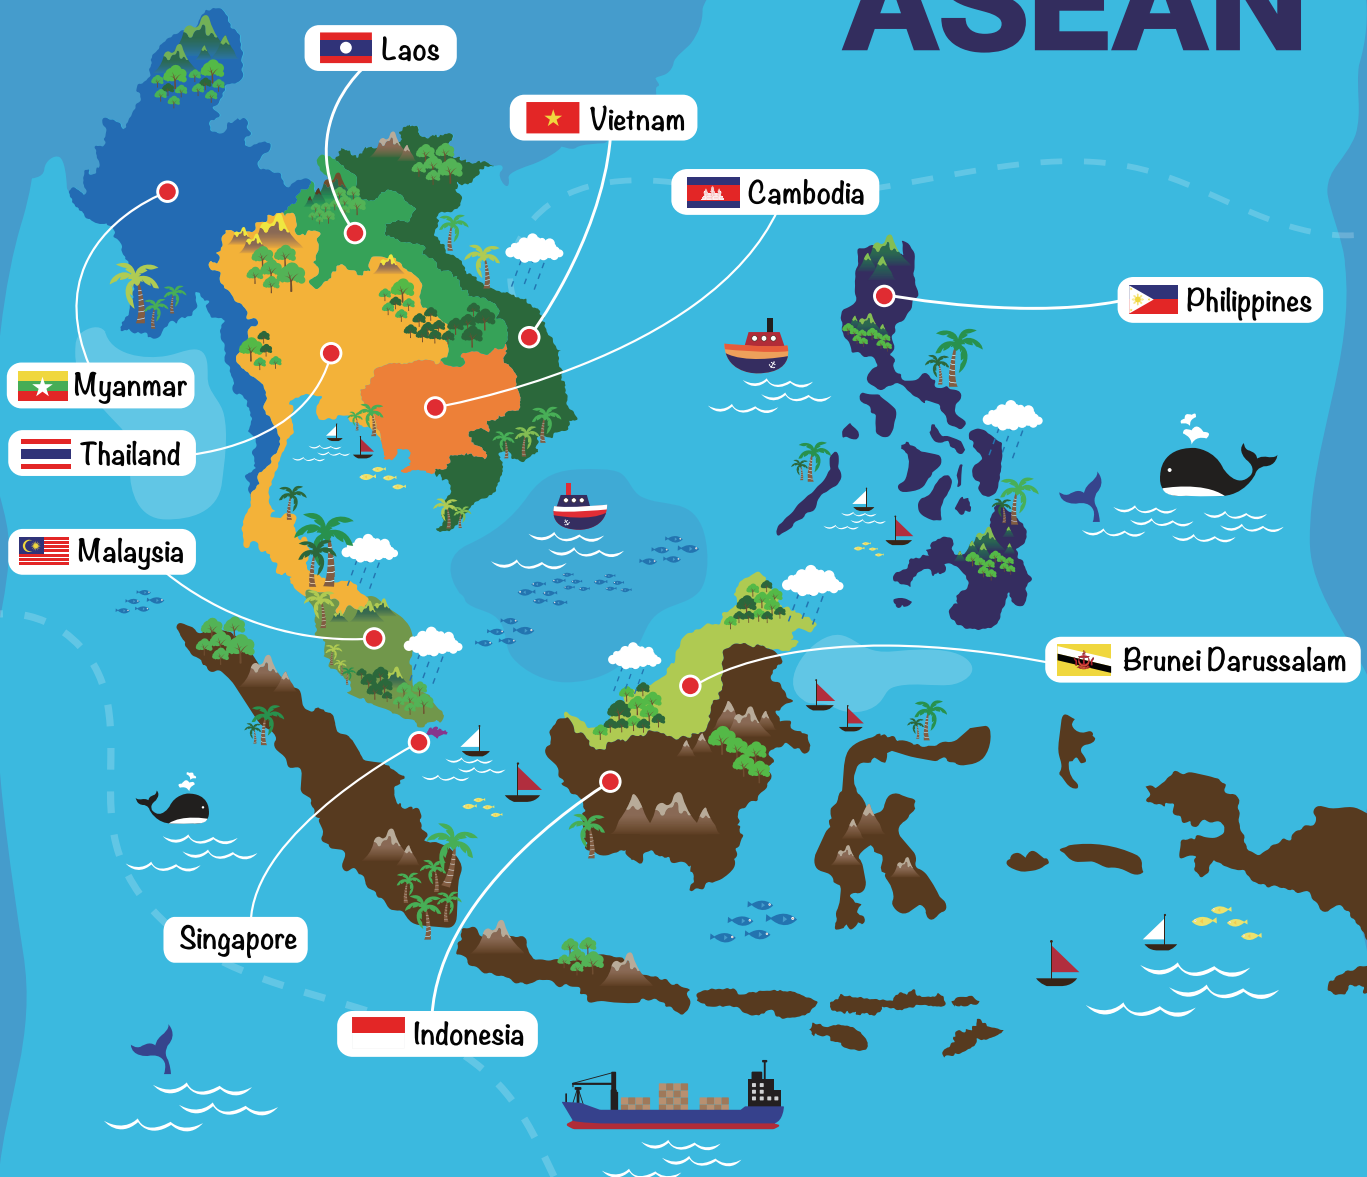 ASEAN
Laos
Vietnam
Cambodia
Philippines
Myanmar
Thailand
Malaysia
Brunei Darussalam
Singapore
Indonesia